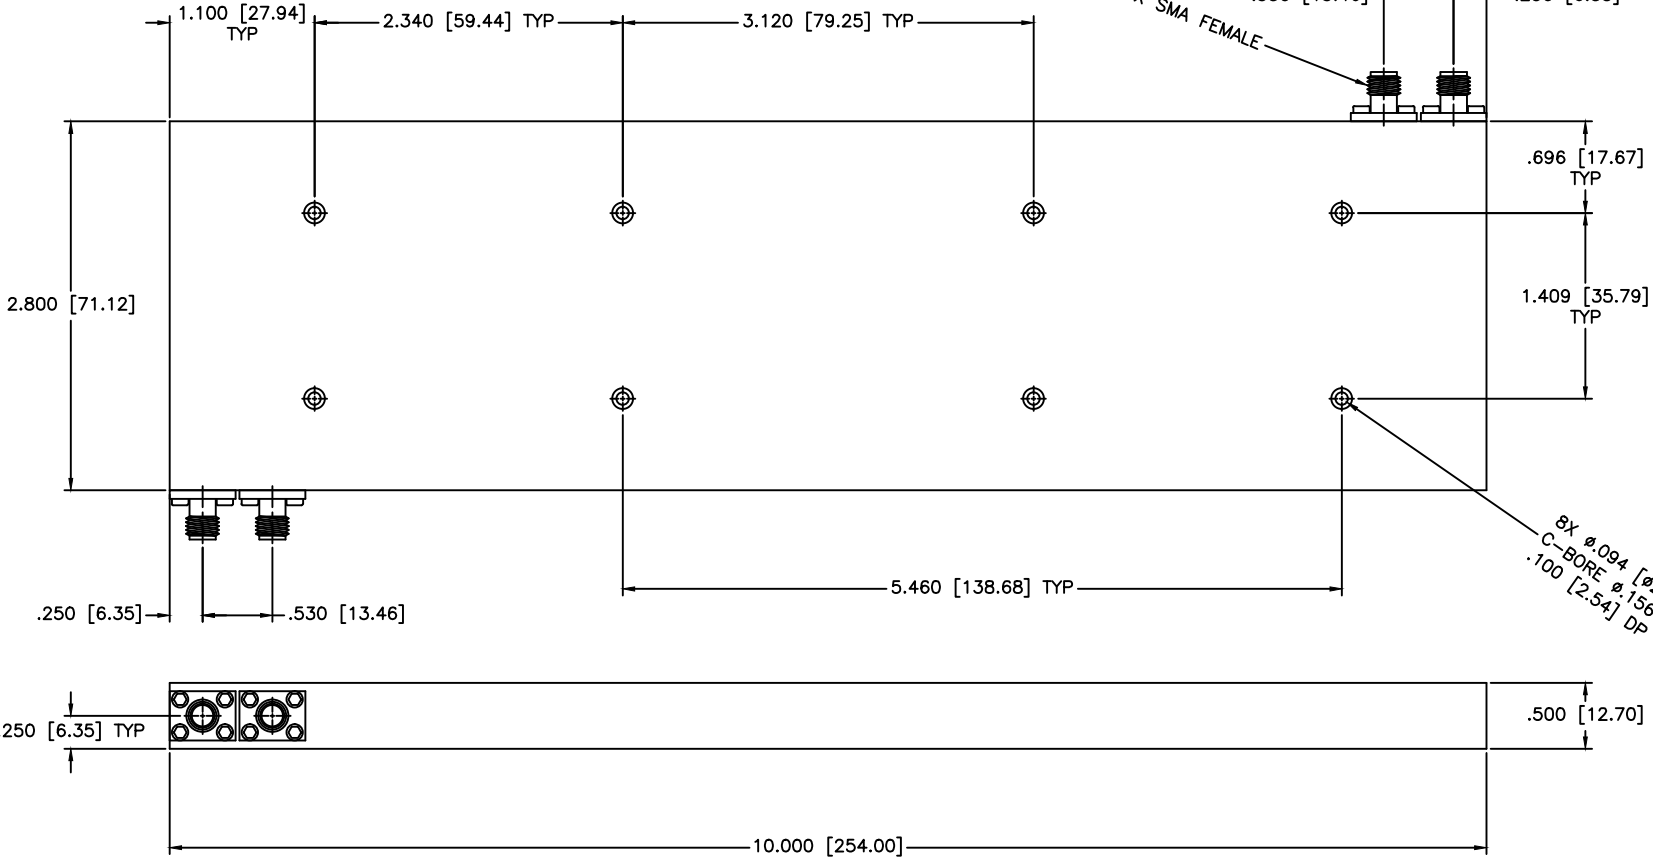 1.100 [27.94]
TYP
2.340 [59.44] TYP
3.120 [79.25] TYP
SMA FEMALE
.696 [17.67]
TYP
2.800 [71.12]
1.409 [35.79]
TYP
8X ø.094 [ø
C-BORE ø.156
.100 [2.54] DP
5.460 [138.68] TYP
.250 [6.35]
.530 [13.46]
250 [6.35] TYP
.500 [12.70]
10.000 [254.00]